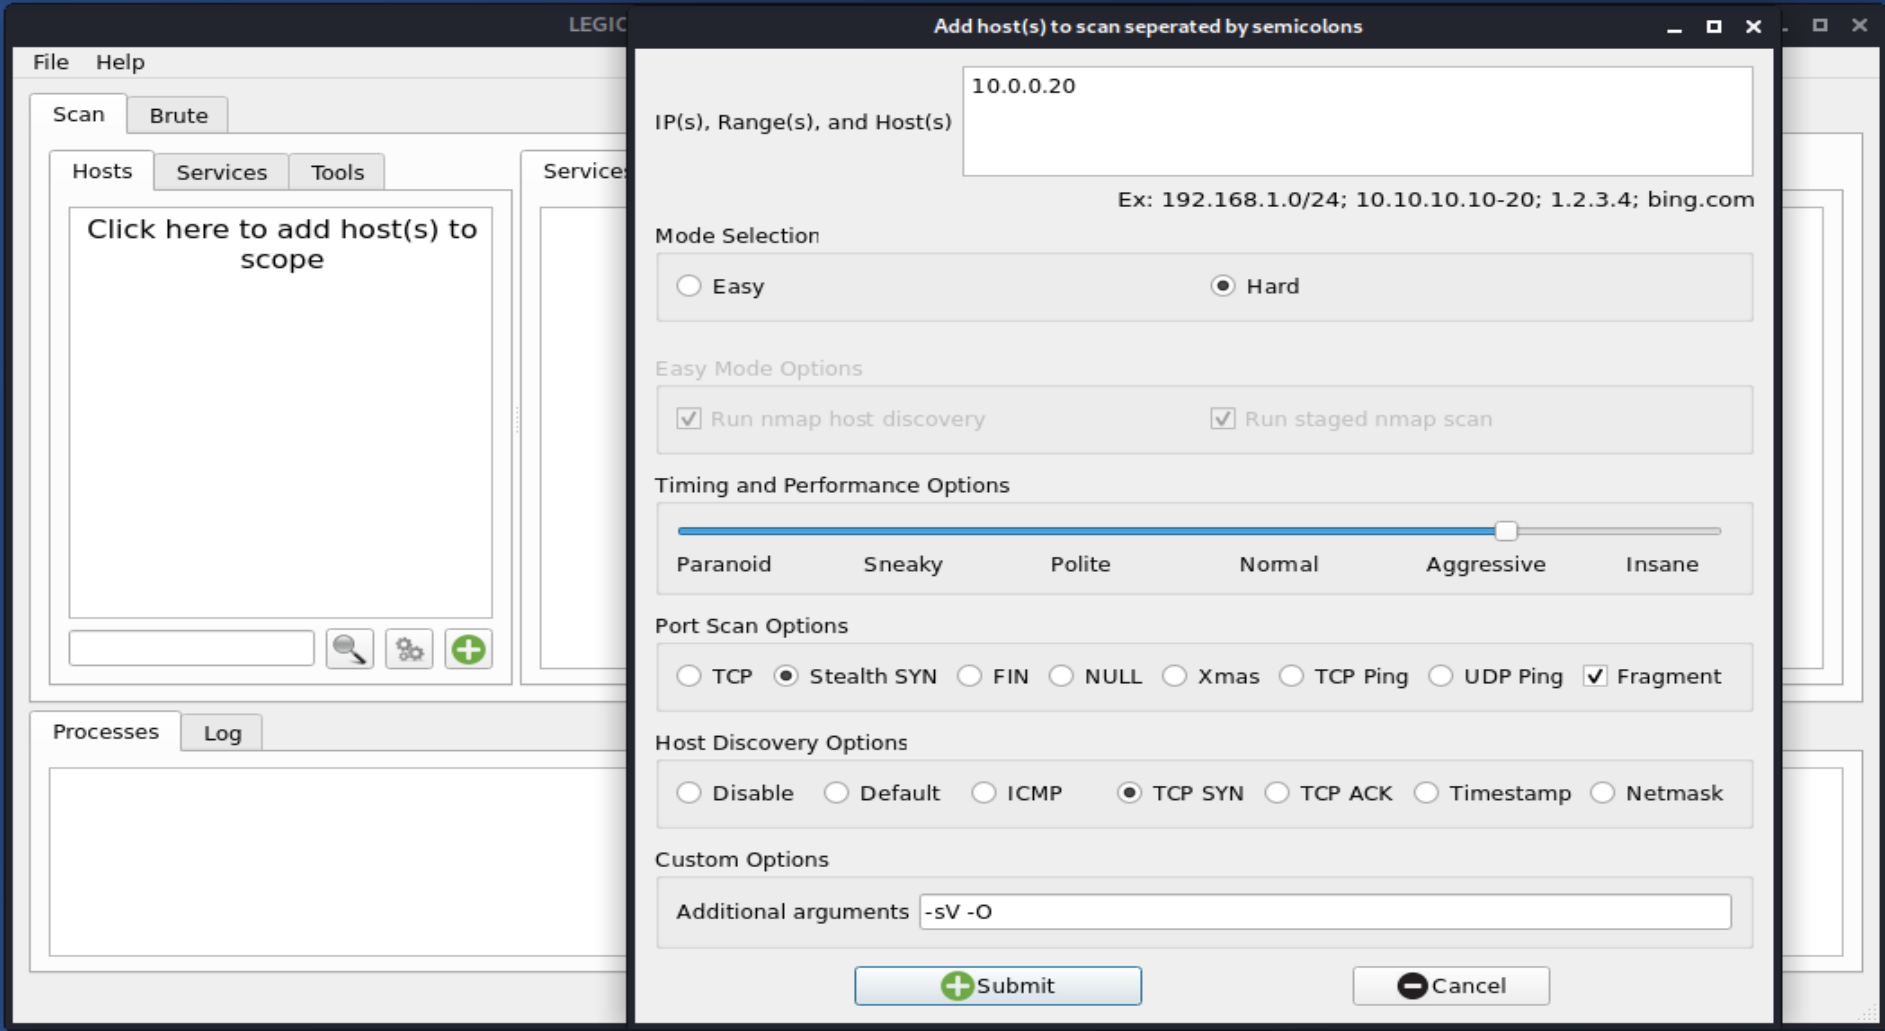 LEGIC
File Help
Scan Brute
Hosts Services Tools
Click here to add host(s) to
scope
Services
Processes Log
Add host(s) to scan seperated by semicolons
IP(s), Range(s), and Host(s) 10.0.0.20
Ex: 192.168.1.0/24; 10.10.10.10-20; 1.2.3.4; bing.com
Mode Selection
Easy Hard
Easy Mode Options
Run nmap host discovery Run staged nmap scan
Timing and Performance Options
Paranoid Sneaky Polite Normal Aggressive Insane
Port Scan Options
TCP Stealth SYN FIN NULL Xmas TCP Ping UDP Ping Fragment
Host Discovery Options
Disable Default ICMP TCP SYN TCP ACK Timestamp Netmask
Custom Options
Additional arguments -sV -O
Submit Cancel